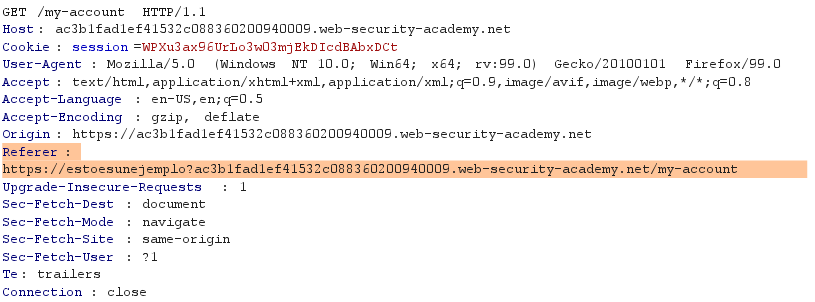 GET /my-account HTTP/1.1
Host: ac3b1fad1ef41532c088360200940009.web-security-academy.net
Cookie: session=WPXu3ax96UrLo3w03mjEkDIcdBAbxDCt
User-Agent: Mozilla/5.0 (Windows NT 10.0; Win64; x64; rv:99.0) Gecko/20100101 Firefox/99.0
Accept: text/html,application/xhtml+xml,application/xml;q=0.9,image/avif,image/webp,*/*;q=0.8
Accept-Language: en-US,en;q=0.5
Accept-Encoding: gzip, deflate
Origin: https://ac3b1fad1ef41532c088360200940009.web-security-academy.net
Referer:
https://estoesunejemplo?ac3b1fad1ef41532c088360200940009.web-security-academy.net/my-account
Upgrade-Insecure-Requests: 1
Sec-Fetch-Dest: document
Sec-Fetch-Mode: navigate
Sec-Fetch-Site: same-origin
Sec-Fetch-User: ?1
Te: trailers
Connection: close